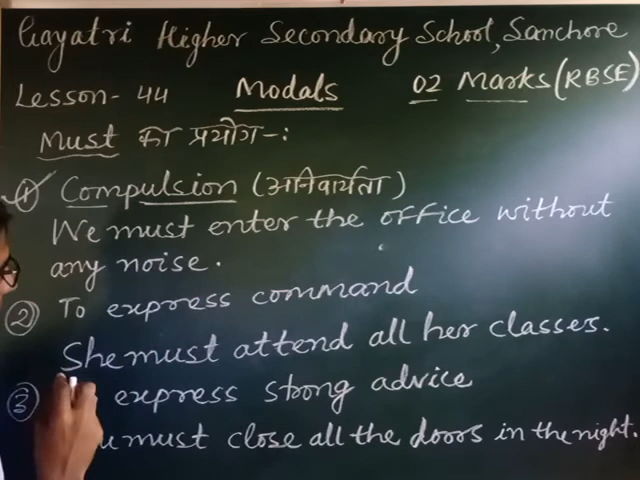 Gayatri Higher Secondary School, Sanchore
Lesson- 44 Modals 02 Marks (RBSE)
Must का प्रयोग-:
① Compulsion (अनिवार्यता)
We must enter the office without
any noise.
② To express command
She must attend all her classes.
③ express strong advice
must close all the doors in the night.